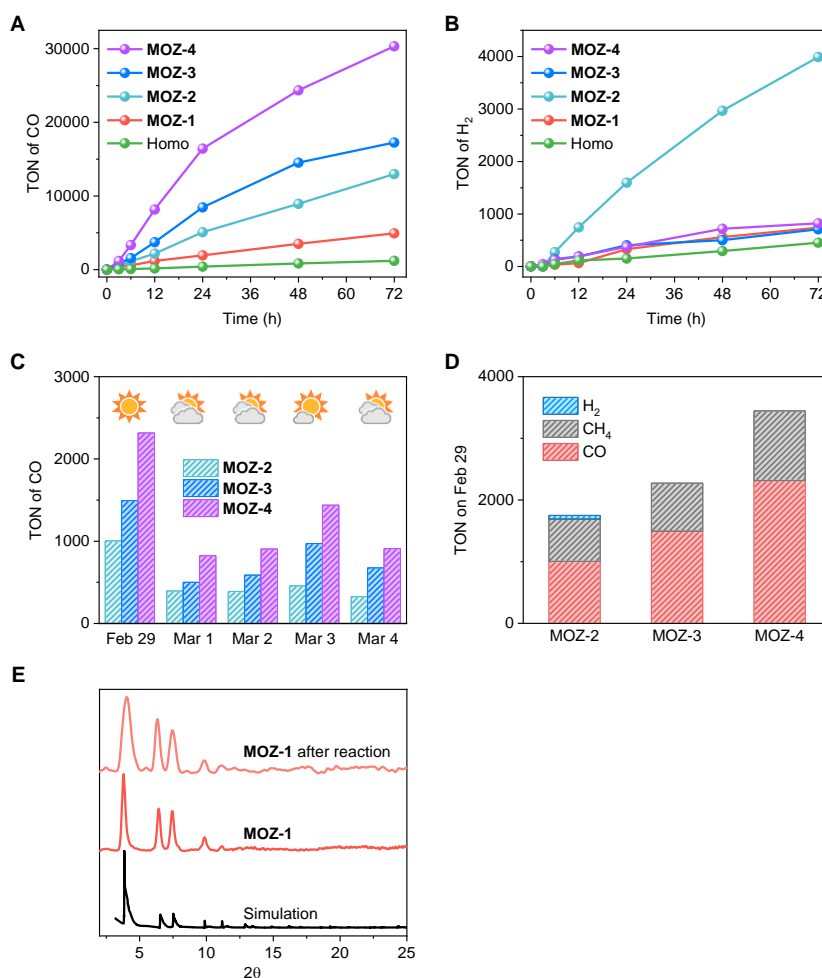 A
30000
20000
10000
0
TON of CO
MOZ-4
MOZ-3
MOZ-2
MOZ-1
Homo
0 12 24 36 48 60 72
Time (h)
B
4000
3000
2000
1000
0
TON of H₂
MOZ-4
MOZ-3
MOZ-2
MOZ-1
Homo
0 12 24 36 48 60 72
Time (h)
C
3000
2000
1000
0
TON of CO
MOZ-2
MOZ-3
MOZ-4
Feb 29 Mar 1 Mar 2 Mar 3 Mar 4
D
4000
2000
0
TON on Feb 29
H₂
CH₄
CO
MOZ-2 MOZ-3 MOZ-4
E
MOZ-1 after reaction
MOZ-1
Simulation
5 10 15 20 25
2θ